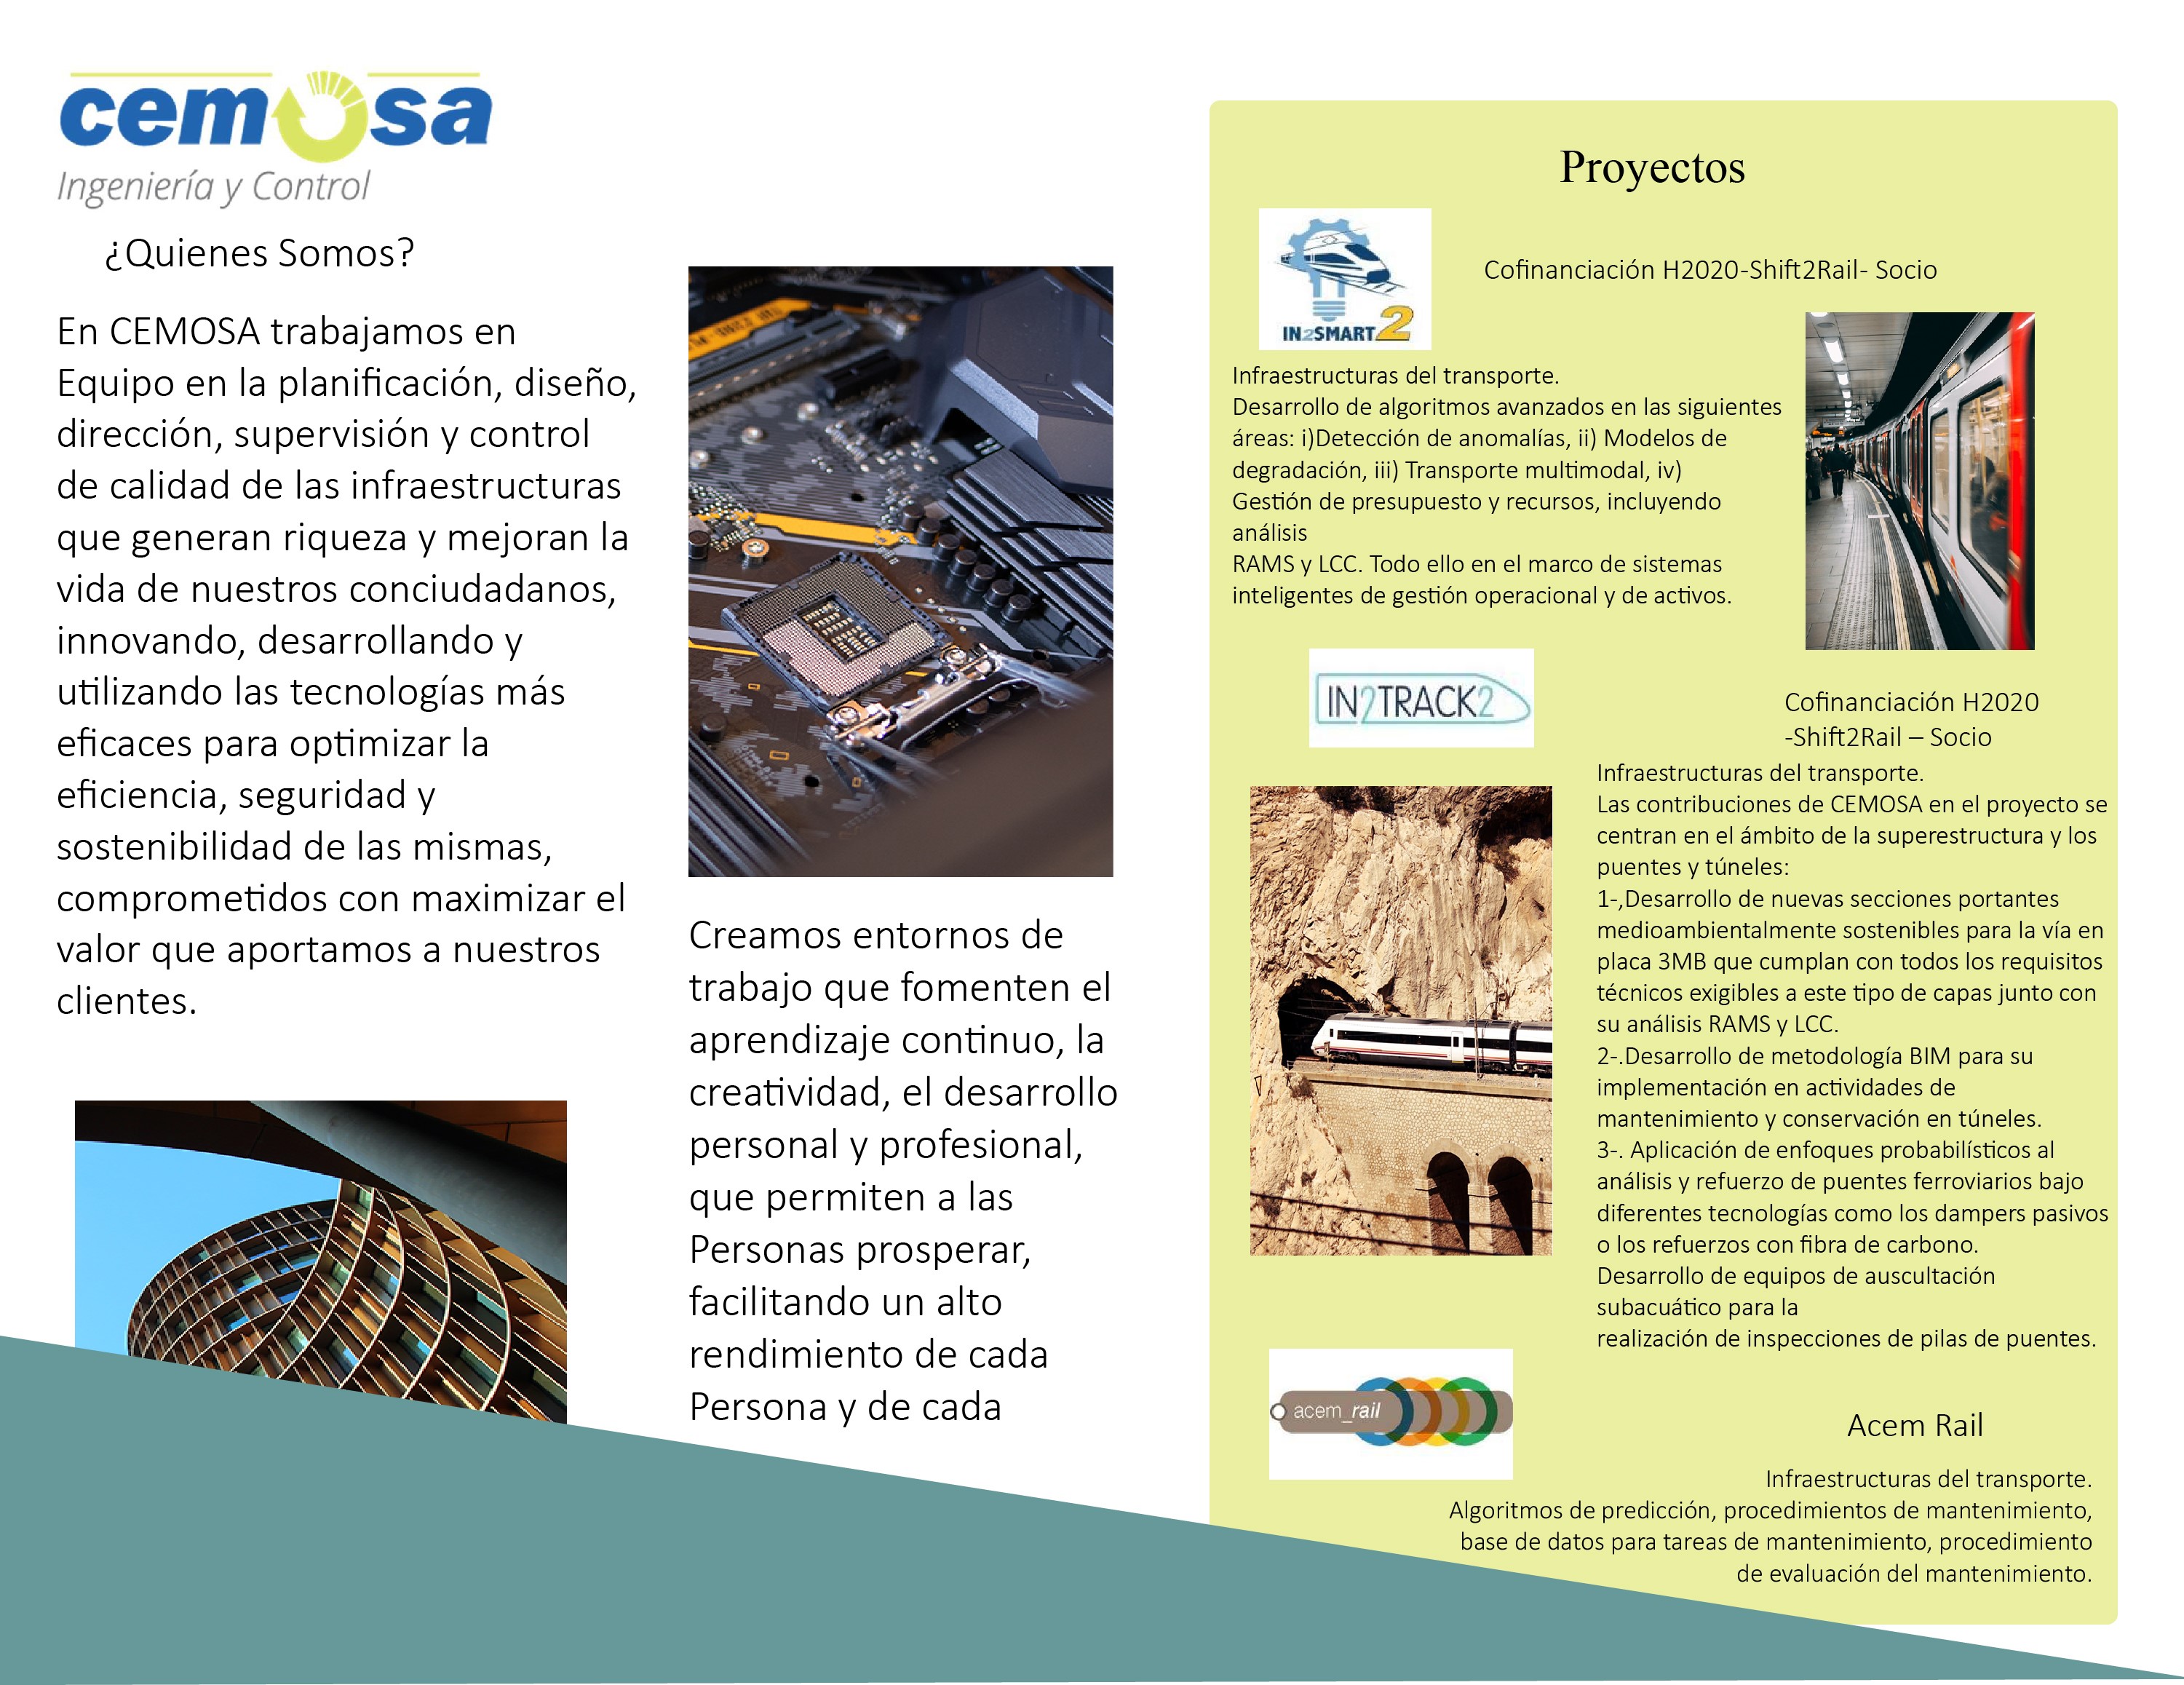 cemosa
Ingeniería y Control
¿Quienes Somos?
En CEMOSA trabajamos en
Equipo en la planificación, diseño,
dirección, supervisión y control
de calidad de las infraestructuras
que generan riqueza y mejoran la
vida de nuestros conciudadanos,
innovando, desarrollando y
utilizando las tecnologías más
eficaces para optimizar la
eficiencia, seguridad y
sostenibilidad de las mismas,
comprometidos con maximizar el
valor que aportamos a nuestros
clientes.
Creamos entornos de
trabajo que fomenten el
aprendizaje continuo, la
creatividad, el desarrollo
personal y profesional,
que permiten a las
Personas prosperar,
facilitando un alto
rendimiento de cada
Persona y de cada
Proyectos
IN2SMART2
Cofinanciación H2020-Shift2Rail- Socio
Infraestructuras del transporte.
Desarrollo de algoritmos avanzados en las siguientes
áreas: i)Detección de anomalías, ii) Modelos de
degradación, iii) Transporte multimodal, iv)
Gestión de presupuesto y recursos, incluyendo
análisis
RAMS y LCC. Todo ello en el marco de sistemas
inteligentes de gestión operacional y de activos.
IN2TRACK2
Cofinanciación H2020
-Shift2Rail – Socio
Infraestructuras del transporte.
Las contribuciones de CEMOSA en el proyecto se
centran en el ámbito de la superestructura y los
puentes y túneles:
1-,Desarrollo de nuevas secciones portantes
medioambientalmente sostenibles para la vía en
placa 3MB que cumplan con todos los requisitos
técnicos exigibles a este tipo de capas junto con
su análisis RAMS y LCC.
2-.Desarrollo de metodología BIM para su
implementación en actividades de
mantenimiento y conservación en túneles.
3-. Aplicación de enfoques probabilísticos al
análisis y refuerzo de puentes ferroviarios bajo
diferentes tecnologías como los dampers pasivos
o los refuerzos con fibra de carbono.
Desarrollo de equipos de auscultación
subacuático para la
realización de inspecciones de pilas de puentes.
acem_rail
Acem Rail
Infraestructuras del transporte.
Algoritmos de predicción, procedimientos de mantenimiento,
base de datos para tareas de mantenimiento, procedimiento
de evaluación del mantenimiento.